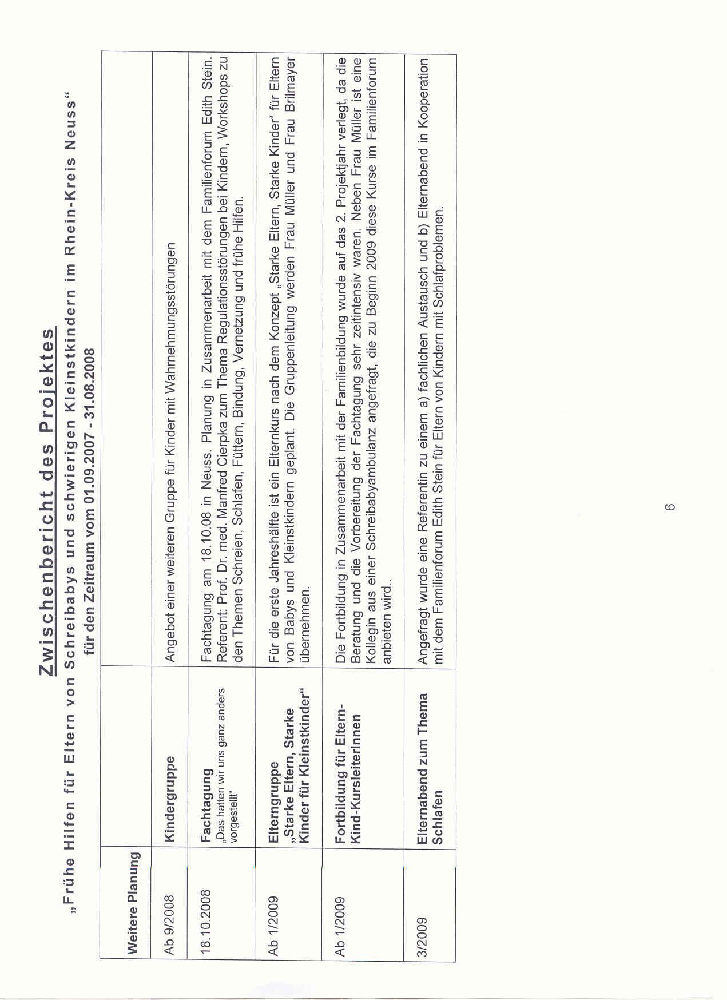 Zwischenbericht des Projektes
„Frühe Hilfen für Eltern von Schreibabys und schwierigen Kleinstkindern im Rhein-Kreis Neuss“
für den Zeitraum vom 01.09.2007 - 31.08.2008
Weitere Planung
Ab 9/2008
Kindergruppe
Angebot einer weiteren Gruppe für Kinder mit Wahrnehmungsstörungen
18.10.2008
Fachtagung
„Das hatten wir uns ganz anders
vorgestellt“
Fachtagung am 18.10.08 in Neuss. Planung in Zusammenarbeit mit dem Familienforum Edith Stein.
Referent: Prof. Dr. med. Manfred Cierpka zum Thema Regulationsstörungen bei Kindern, Workshops zu
den Themen Schreien, Schlafen, Füttern, Bindung, Vernetzung und frühe Hilfen.
Ab 1/2009
Elterngruppe
„Starke Eltern, Starke
Kinder für Kleinstkinder“
Für die erste Jahreshälfte ist ein Elternkurs nach dem Konzept „Starke Eltern, Starke Kinder“ für Eltern
von Babys und Kleinstkindern geplant. Die Gruppenleitung werden Frau Müller und Frau Brilmayer
übernehmen.
Ab 1/2009
Fortbildung für Eltern-
Kind-KursleiterInnen
Die Fortbildung in Zusammenarbeit mit der Familienbildung wurde auf das 2. Projektjahr verlegt, da die
Beratung und die Vorbereitung der Fachtagung sehr zeitintensiv waren. Neben Frau Müller ist eine
Kollegin aus einer Schreibabyambulanz angefragt, die zu Beginn 2009 diese Kurse im Familienforum
anbieten wird..
3/2009
Elternabend zum Thema
Schlafen
Angefragt wurde eine Referentin zu einem a) fachlichen Austausch und b) Elternabend in Kooperation
mit dem Familienforum Edith Stein für Eltern von Kindern mit Schlafproblemen.
6